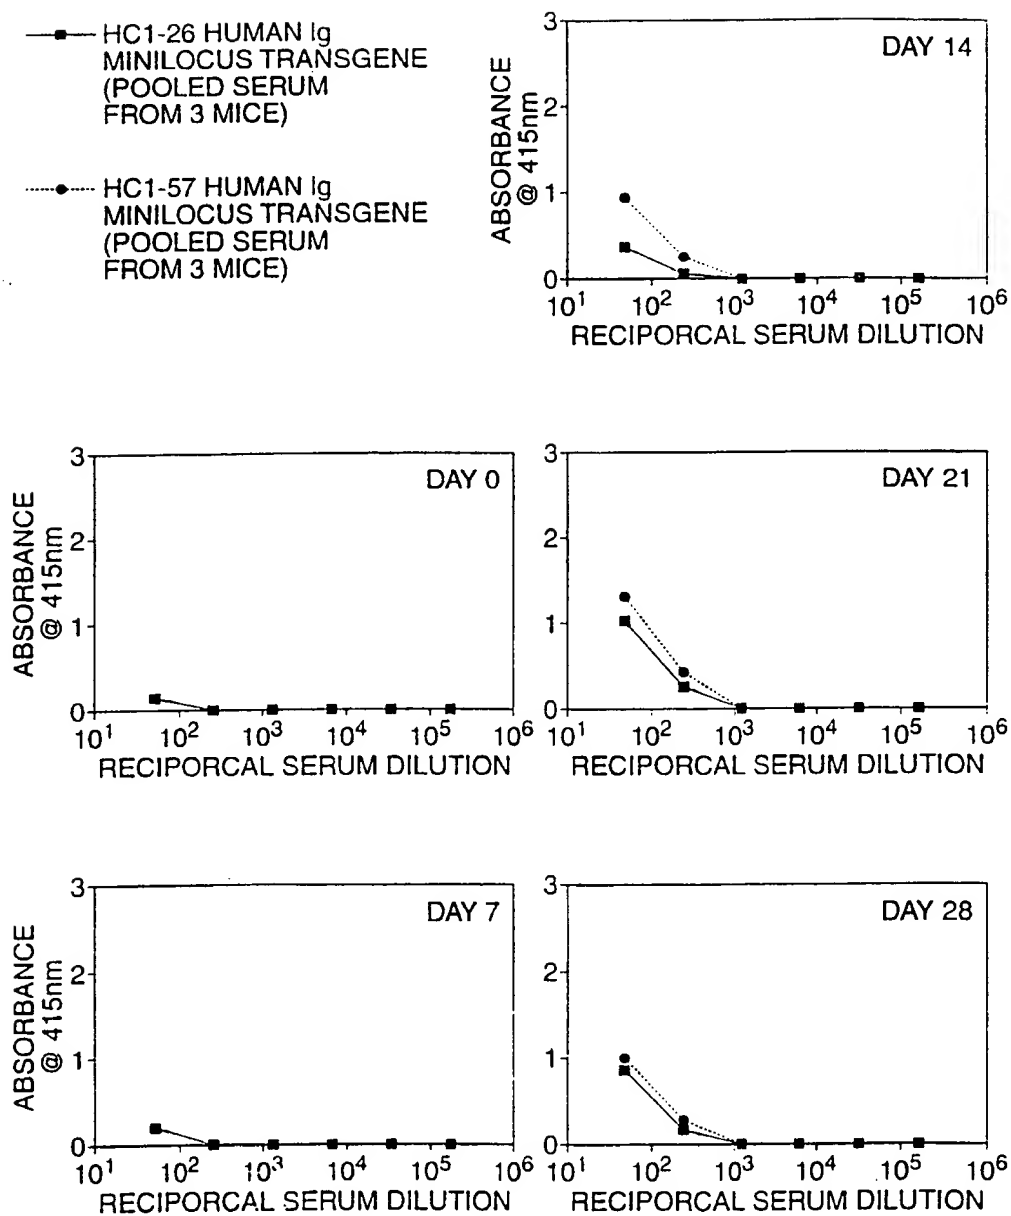 HC1-26 HUMAN Ig
MINILOCUS TRANSGENE
(POOLED SERUM
FROM 3 MICE)
HC1-57 HUMAN Ig
MINILOCUS TRANSGENE
(POOLED SERUM
FROM 3 MICE)
DAY 14
ABSORBANCE
@ 415nm
3
2
1
0
10¹ 10² 10³ 10⁴ 10⁵ 10⁶
RECIPORCAL SERUM DILUTION
DAY 0
ABSORBANCE
@ 415nm
3
2
1
0
10¹ 10² 10³ 10⁴ 10⁵ 10⁶
RECIPORCAL SERUM DILUTION
DAY 21
3
2
1
0
10¹ 10² 10³ 10⁴ 10⁵ 10⁶
RECIPORCAL SERUM DILUTION
DAY 7
ABSORBANCE
@ 415nm
3
2
1
0
10¹ 10² 10³ 10⁴ 10⁵ 10⁶
RECIPORCAL SERUM DILUTION
DAY 28
3
2
1
0
10¹ 10² 10³ 10⁴ 10⁵ 10⁶
RECIPORCAL SERUM DILUTION